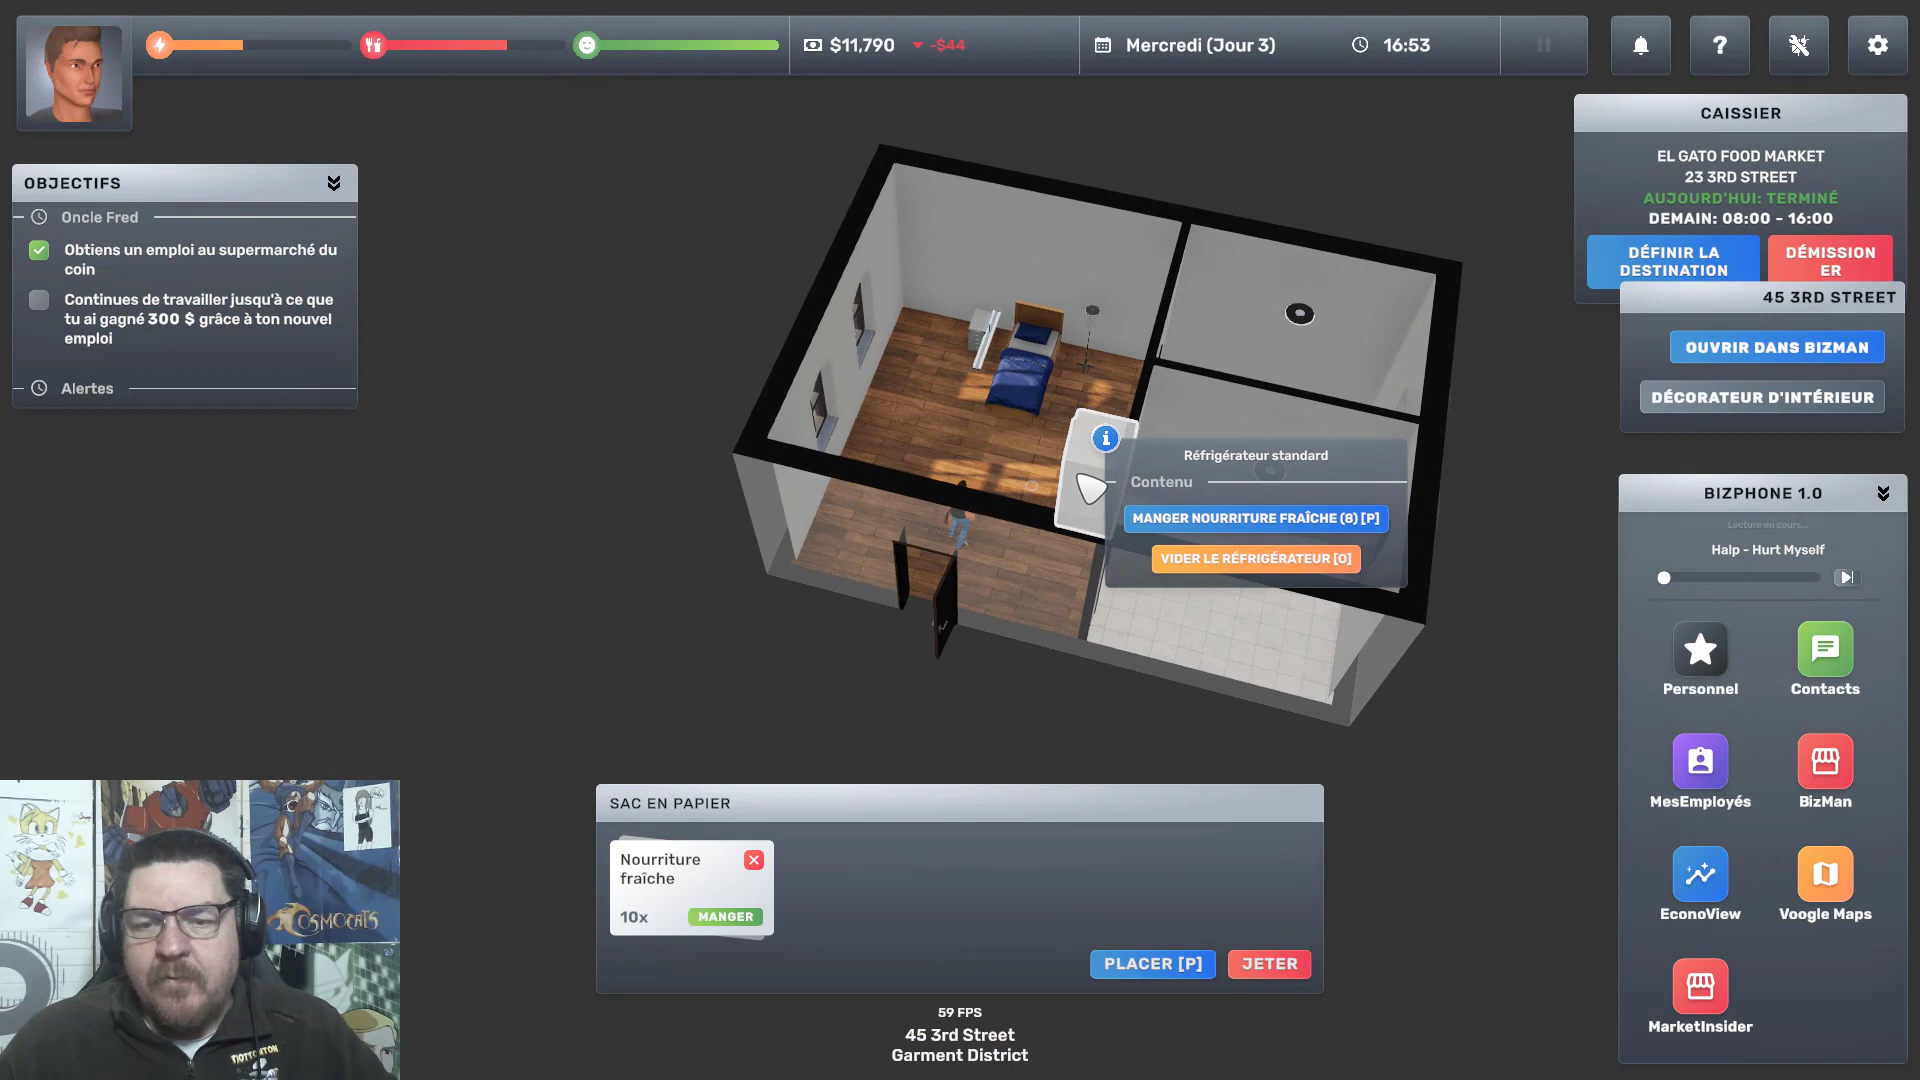 $11,790
-$44
Mercredi (Jour 3)
16:53
?
OBJECTIFS
Oncle Fred
Obtiens un emploi au supermarché du
coin
Continues de travailler jusqu'à ce que
tu ai gagné 300 $ grâce à ton nouvel
emploi
Alertes
CAISSIER
EL GATO FOOD MARKET
23 3RD STREET
AUJOURD'HUI: TERMINÉ
DEMAIN: 08:00 - 16:00
DÉFINIR LA
DESTINATION
DÉMISSION
ER
45 3RD STREET
OUVRIR DANS BIZMAN
DÉCORATEUR D'INTÉRIEUR
Réfrigérateur standard
Contenu
MANGER NOURRITURE FRAÎCHE (8) [P]
VIDER LE RÉFRIGÉRATEUR [O]
BIZPHONE 1.0
Lecture en cours...
Halp - Hurt Myself
Personnel
Contacts
MesEmployés
BizMan
EconoView
Voogle Maps
MarketInsider
SAC EN PAPIER
Nourriture
fraîche
10x
MANGER
PLACER [P]
JETER
59 FPS
45 3rd Street
Garment District
COSMOCATS